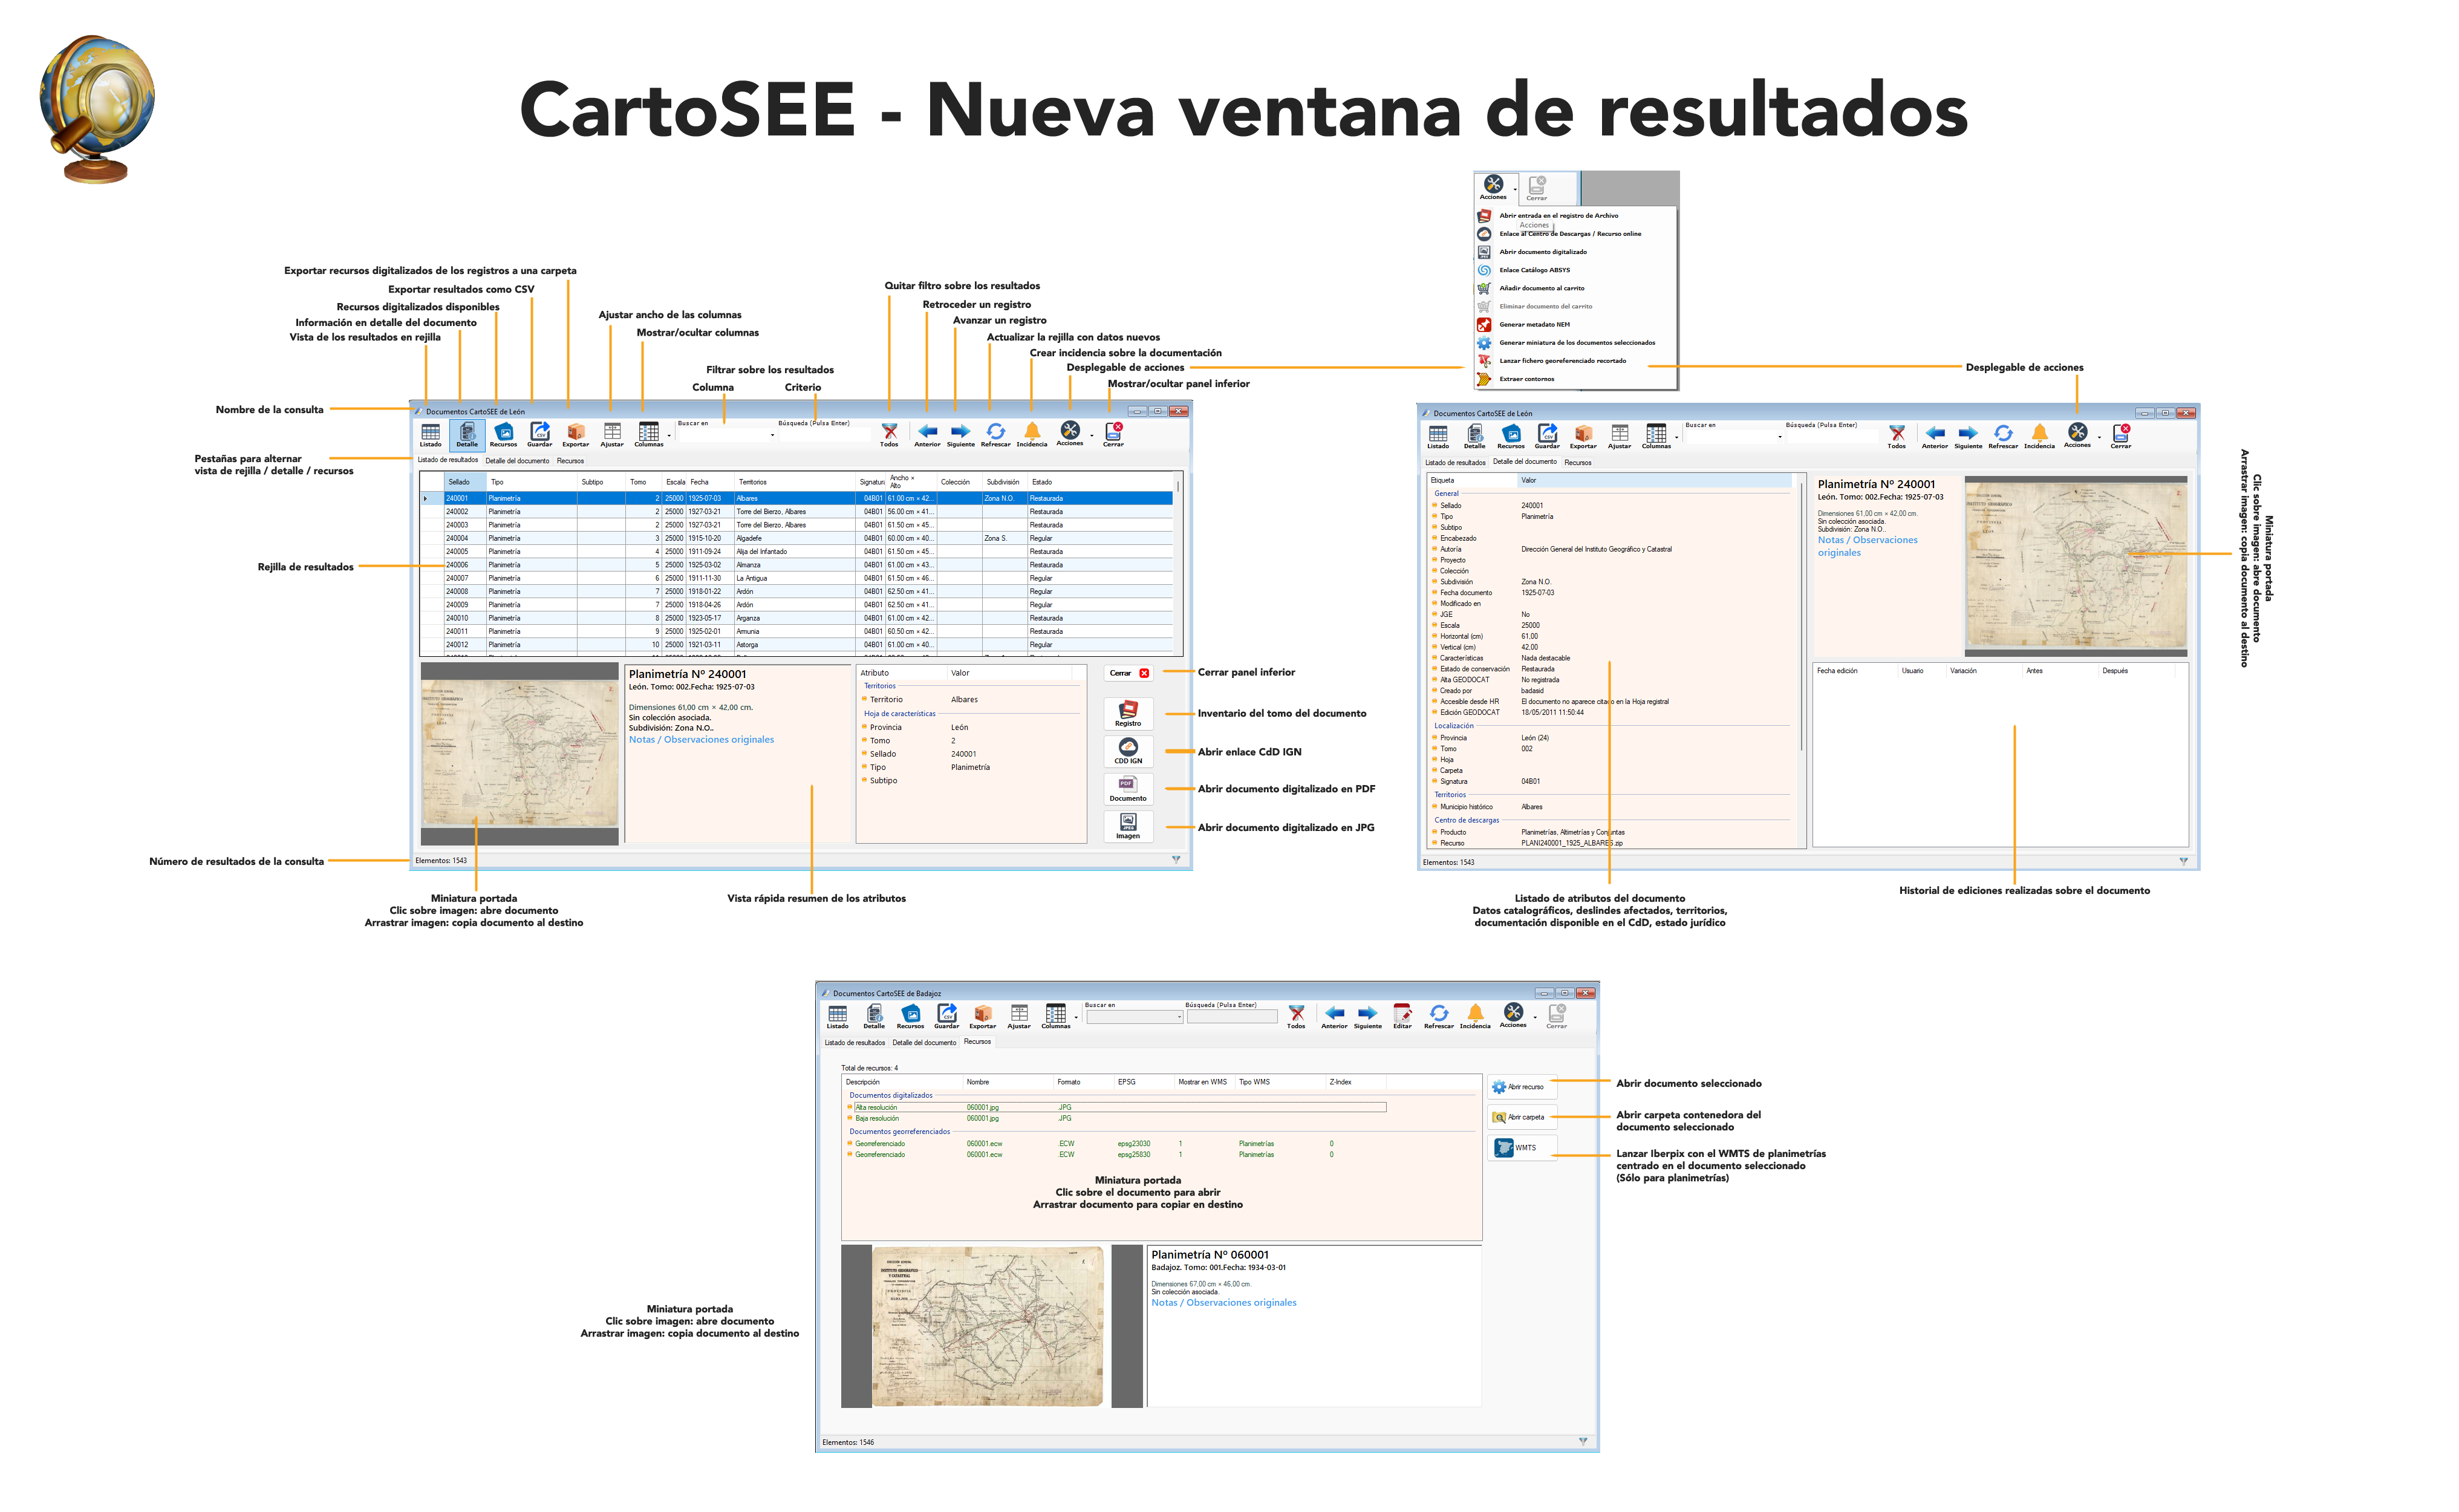 CartoSEE - Nueva ventana de resultados
Acciones
Cerrar
Abrir entrada en el registro de Archivo
Acciones
Enlace al Centro de Descargas / Recurso online
Abrir documento digitalizado
Enlace Catálogo ABSYS
Añadir documento al carrito
Eliminar documento del carrito
Generar metadato NEM
Generar miniatura de los documentos seleccionados
Lanzar fichero georeferenciado recortado
Extraer contornos
Exportar recursos digitalizados de los registros a una carpeta
Exportar resultados como CSV
Recursos digitalizados disponibles
Información en detalle del documento
Vista de los resultados en rejilla
Ajustar ancho de las columnas
Mostrar/ocultar columnas
Filtrar sobre los resultados
Columna Criterio
Quitar filtro sobre los resultados
Retroceder un registro
Avanzar un registro
Actualizar la rejilla con datos nuevos
Crear incidencia sobre la documentación
Desplegable de acciones
Mostrar/ocultar panel inferior
Desplegable de acciones
Nombre de la consulta
Pestañas para alternar
vista de rejilla / detalle / recursos
Rejilla de resultados
Número de resultados de la consulta
Documentos CartoSEE de León
Buscar en Búsqueda (Pulsa Enter)
Listado Detalle Recursos Guardar Exportar Ajustar Columnas Todos Anterior Siguiente Refrescar Incidencia Acciones Cerrar
Listado de resultados Detalle del documento Recursos
Sellado Tipo Subtipo Tomo Escala Fecha Territorios Signatura Ancho × Alto Colección Subdivisión Estado
240001 Planimetría 2 25000 1925-07-03 Albares 04B01 61.00 cm × 42... Zona N.O. Restaurada
240002 Planimetría 2 25000 1927-03-21 Torre del Bierzo, Albares 04B01 56.00 cm × 41... Restaurada
240003 Planimetría 2 25000 1927-03-21 Torre del Bierzo, Albares 04B01 61.50 cm × 45... Restaurada
240004 Planimetría 3 25000 1915-10-20 Algadefe 04B01 60.00 cm × 40... Zona S. Regular
240005 Planimetría 4 25000 1911-09-24 Alija del Infantado 04B01 61.50 cm × 45... Restaurada
240006 Planimetría 5 25000 1925-03-02 Almanza 04B01 61.00 cm × 43... Restaurada
240007 Planimetría 6 25000 1911-11-30 La Antigua 04B01 61.50 cm × 46... Regular
240008 Planimetría 7 25000 1918-01-22 Ardón 04B01 62.50 cm × 41... Regular
240009 Planimetría 7 25000 1918-04-26 Ardón 04B01 62.50 cm × 41... Regular
240010 Planimetría 8 25000 1923-05-17 Arganza 04B01 61.00 cm × 42... Restaurada
240011 Planimetría 9 25000 1925-02-01 Armunia 04B01 60.50 cm × 42... Restaurada
240012 Planimetría 10 25000 1921-03-11 Astorga 04B01 61.00 cm × 40... Regular
Planimetría Nº 240001
León. Tomo: 002.Fecha: 1925-07-03
Dimensiones 61,00 cm × 42,00 cm.
Sin colección asociada.
Subdivisión: Zona N.O..
Notas / Observaciones originales
Atributo Valor
Territorios
Territorio Albares
Hoja de características
Provincia León
Tomo 2
Sellado 240001
Tipo Planimetría
Subtipo
Cerrar
Registro
CDD IGN
PDF
Documento
JPEG
Imagen
Elementos: 1543
Cerrar panel inferior
Inventario del tomo del documento
Abrir enlace CdD IGN
Abrir documento digitalizado en PDF
Abrir documento digitalizado en JPG
Miniatura portada
Clic sobre imagen: abre documento
Arrastrar imagen: copia documento al destino
Vista rápida resumen de los atributos
Documentos CartoSEE de León
Buscar en Búsqueda (Pulsa Enter)
Listado Detalle Recursos Guardar Exportar Ajustar Columnas Todos Anterior Siguiente Refrescar Incidencia Acciones Cerrar
Listado de resultados Detalle del documento Recursos
Etiqueta Valor
General
Sellado 240001
Tipo Planimetría
Subtipo
Encabezado
Autoría Dirección General del Instituto Geográfico y Catastral
Proyecto
Colección
Subdivisión Zona N.O.
Fecha documento 1925-07-03
Modificado en
JGE No
Escala 25000
Horizontal (cm) 61,00
Vertical (cm) 42,00
Características Nada destacable
Estado de conservación Restaurada
Alta GEODOCAT No registrada
Creado por badasid
Accesible desde HR El documento no aparece citado en la Hoja registral
Edición GEODOCAT 18/05/2011 11:50:44
Localización
Provincia León (24)
Tomo 002
Hoja
Carpeta
Signatura 04B01
Territorios
Municipio histórico Albares
Centro de descargas
Producto Planimetrías, Altimetrías y Conjuntas
Recurso PLANI240001_1925_ALBARES.zip
Elementos: 1543
Planimetría Nº 240001
León. Tomo: 002.Fecha: 1925-07-03
Dimensiones 61,00 cm × 42,00 cm.
Sin colección asociada.
Subdivisión: Zona N.O..
Notas / Observaciones
originales
Fecha edición Usuario Variación Antes Después
Miniatura portada
Clic sobre imagen: abre documento
Arrastrar imagen: copia documento al destino
Listado de atributos del documento
Datos catalográficos, deslindes afectados, territorios,
documentación disponible en el CdD, estado jurídico
Historial de ediciones realizadas sobre el documento
Documentos CartoSEE de Badajoz
Buscar en Búsqueda (Pulsa Enter)
Listado Detalle Recursos Guardar Exportar Ajustar Columnas Todos Anterior Siguiente Editar Refrescar Incidencia Acciones Cerrar
Listado de resultados Detalle del documento Recursos
Total de recursos: 4
Descripción Nombre Formato EPSG Mostrar en WMS Tipo WMS Z-Index
Documentos digitalizados
Alta resolución 060001.jpg .JPG
Baja resolución 060001.jpg .JPG
Documentos georreferenciados
Georreferenciado 060001.ecw .ECW epsg23030 1 Planimetrías 0
Georreferenciado 060001.ecw .ECW epsg25830 1 Planimetrías 0
Miniatura portada
Clic sobre el documento para abrir
Arrastrar documento para copiar en destino
Abrir recurso
Abrir carpeta
WMTS
Abrir documento seleccionado
Abrir carpeta contenedora del
documento seleccionado
Lanzar Iberpix con el WMTS de planimetrías
centrado en el documento seleccionado
(Sólo para planimetrías)
Miniatura portada
Clic sobre imagen: abre documento
Arrastrar imagen: copia documento al destino
INSTITUTO GEOGRÁFICO
Y CATASTRAL
Planimetría Nº 060001
Badajoz. Tomo: 001.Fecha: 1934-03-01
Dimensiones 67,00 cm × 46,00 cm.
Sin colección asociada.
Notas / Observaciones originales
Elementos: 1546